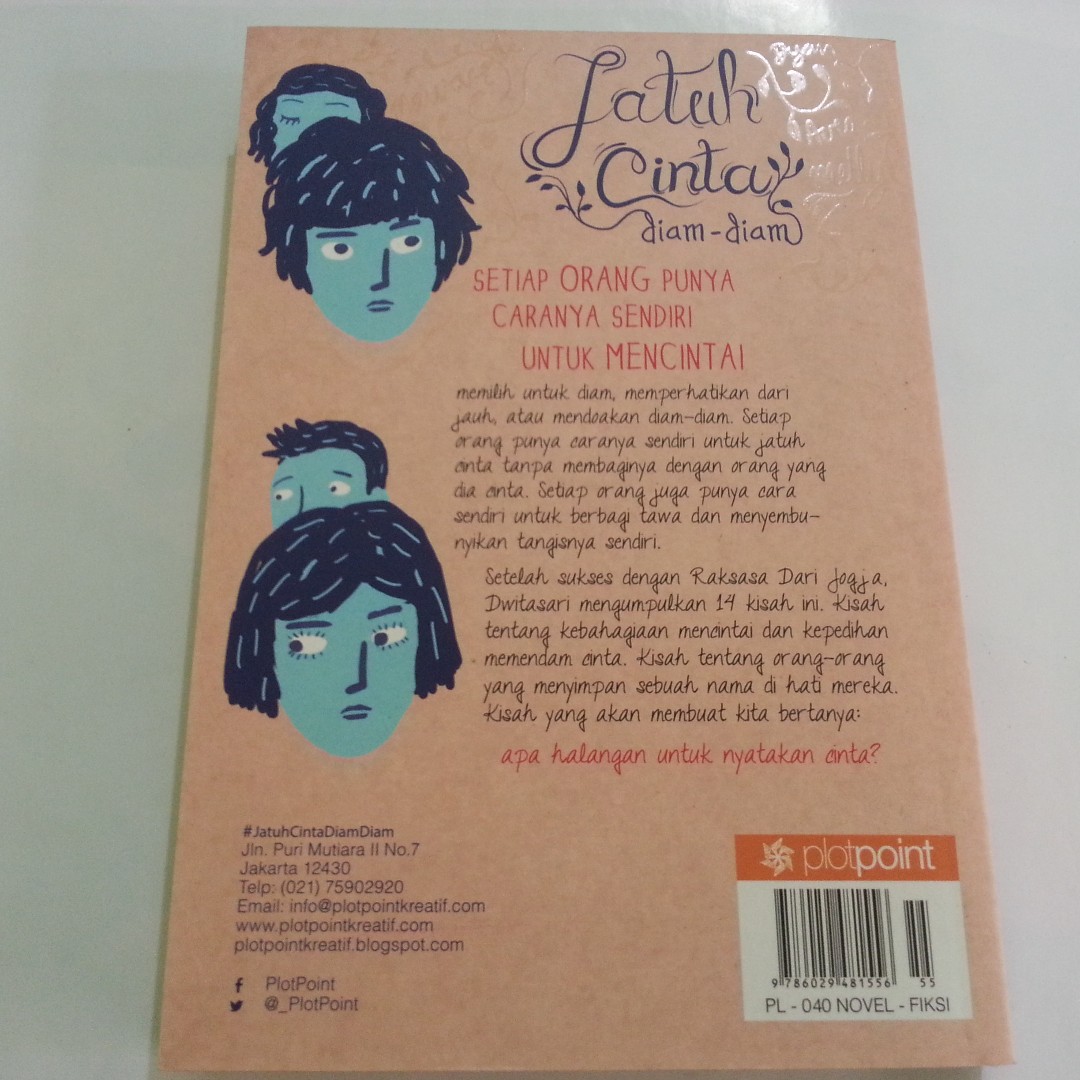 Jatuh
Cinta
diam-diam
SETIAP ORANG PUNYA
CARANYA SENDIRI
UNTUK MENCINTAI
memilih untuk diam, memperhatikan dari
jauh, atau mendoakan diam-diam. Setiap
orang punya caranya sendiri untuk jatuh
cinta tanpa membaginya dengan orang yang
dia cinta. Setiap orang juga punya cara
sendiri untuk berbagi tawa dan menyembu-
nyikan tangisnya sendiri.
Setelah sukses dengan Raksasa Dari Jogja,
Dwitasari mengumpulkan 14 kisah ini. Kisah
tentang kebahagiaan mencintai dan kepedihan
memendam cinta. Kisah tentang orang-orang
yang menyimpan sebuah nama di hati mereka.
Kisah yang akan membuat kita bertanya:
apa halangan untuk nyatakan cinta?
#JatuhCintaDiamDiam
Jln. Puri Mutiara II No.7
Jakarta 12430
Telp: (021) 75902920
Email: info@plotpointkreatif.com
www.plotpointkreatif.com
plotpointkreatif.blogspot.com
f PlotPoint
@_PlotPoint
plotpoint
9 786029 481556 55
PL - 040 NOVEL - FIKSI